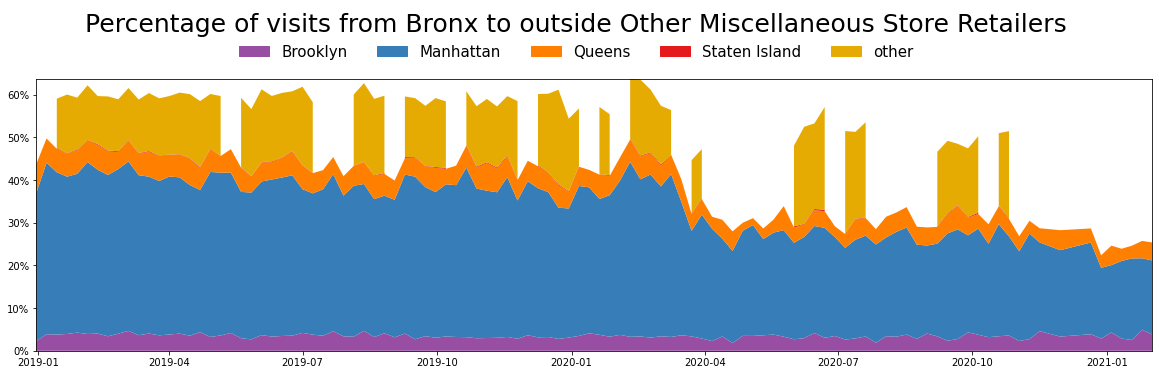 Percentage of visits from Bronx to outside Other Miscellaneous Store Retailers
Brooklyn Manhattan Queens Staten Island other
60%
50%
40%
30%
20%
10%
0%
2019-01 2019-04 2019-07 2019-10 2020-01 2020-04 2020-07 2020-10 2021-01